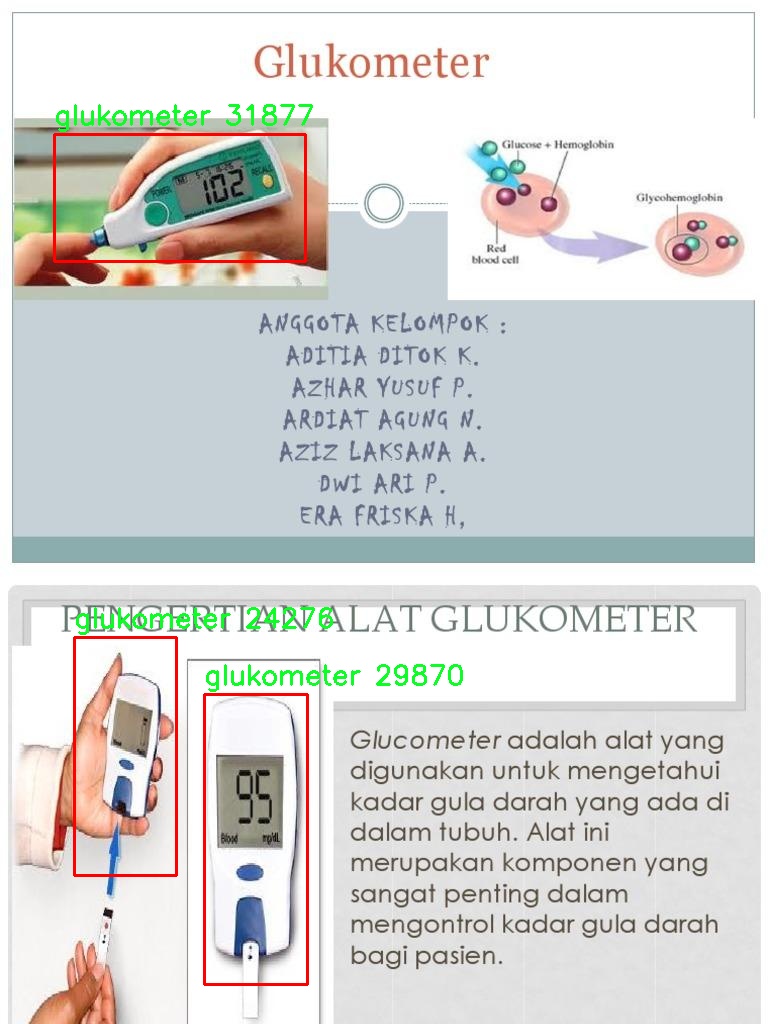 Glukometer
glukometer 31877
POWER
RECALL
102
Glucose + Hemoglobin
Glycohemoglobin
Red
blood cell
ANGGOTA KELOMPOK :
ADITIA DITOK K.
AZHAR YUSUF P.
ARDIAT AGUNG N.
AZIZ LAKSANA A.
DWI ARI P.
ERA FRISKA H,
PENGERTIAN ALAT GLUKOMETER
glukometer 24276
glukometer 29870
95
Blood mg/dL
Glucometer adalah alat yang
digunakan untuk mengetahui
kadar gula darah yang ada di
dalam tubuh. Alat ini
merupakan komponen yang
sangat penting dalam
mengontrol kadar gula darah
bagi pasien.